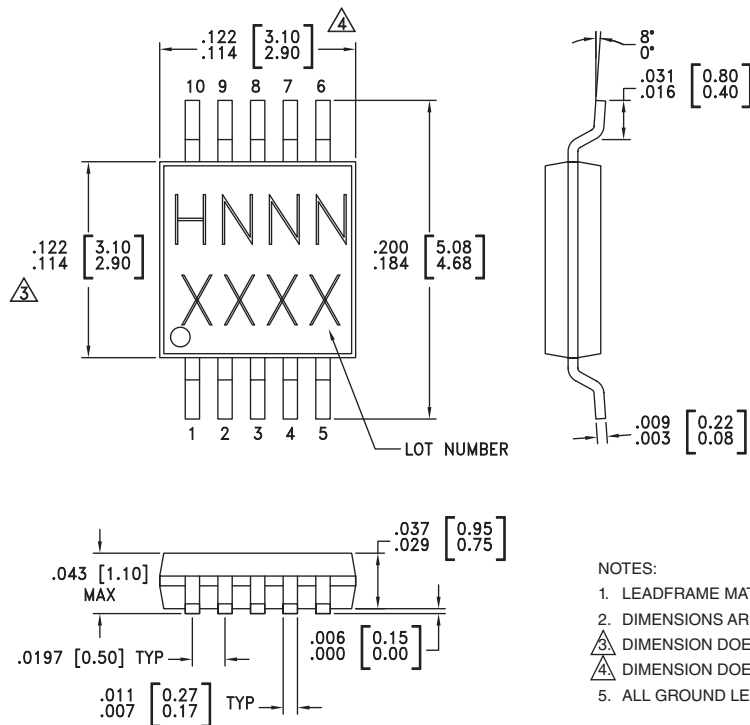 .122 [3.10]
.114 [2.90]
4
8°
0°
.031 [0.80]
.016 [0.40]
10 9 8 7 6
HNNN
XXXX
.122 [3.10]
.114 [2.90]
3
.200 [5.08]
.184 [4.68]
1 2 3 4 5
LOT NUMBER
.009 [0.22]
.003 [0.08]
.037 [0.95]
.029 [0.75]
.043 [1.10]
MAX
.006 [0.15]
.000 [0.00]
.0197 [0.50] TYP
.011 [0.27] TYP
.007 [0.17]
NOTES:
1. LEADFRAME MAT
2. DIMENSIONS AR
3. DIMENSION DOE
4. DIMENSION DOE
5. ALL GROUND LE